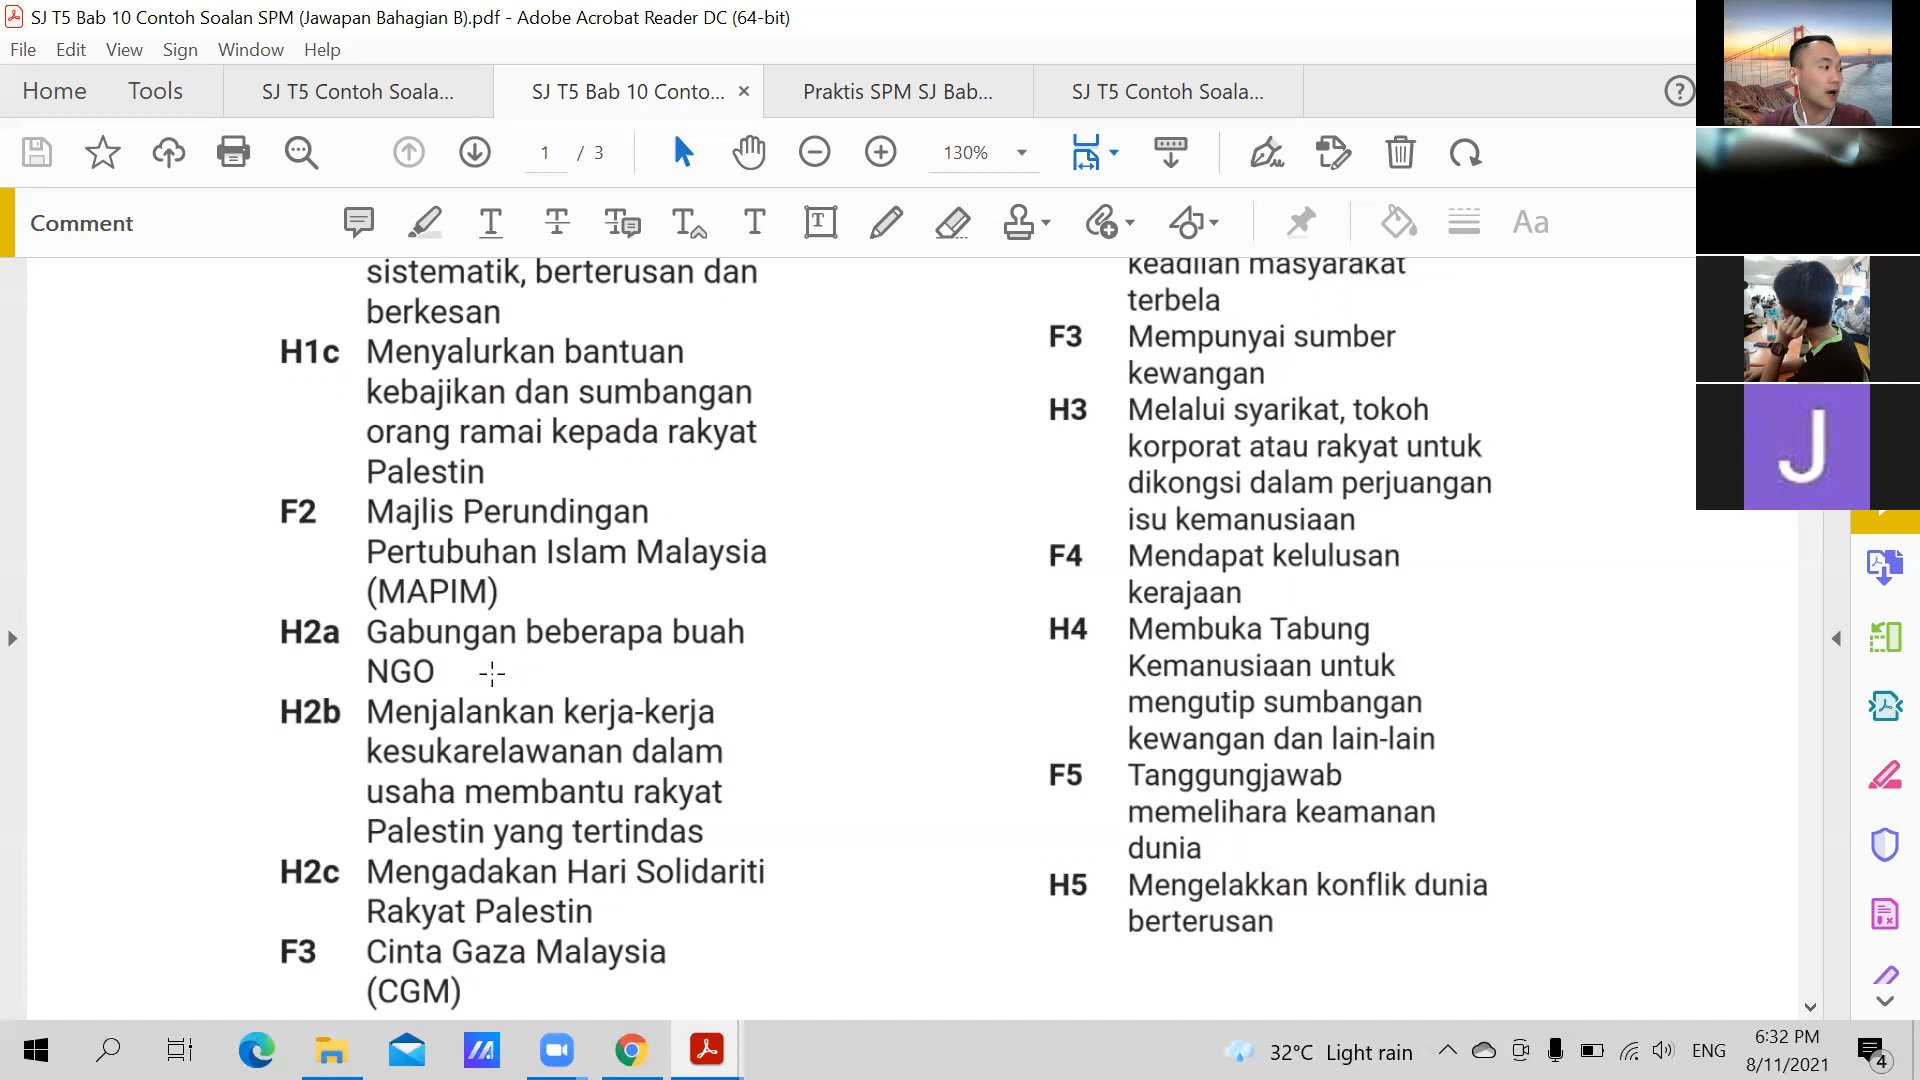 SJ T5 Bab 10 Contoh Soalan SPM (Jawapan Bahagian B).pdf - Adobe Acrobat Reader DC (64-bit)
File Edit View Sign Window Help
Home Tools SJ T5 Contoh Soala... SJ T5 Bab 10 Conto... × Praktis SPM SJ Bab... SJ T5 Contoh Soala...
1 / 3 130%
Comment Aa
sistematik, berterusan dan
berkesan
H1c Menyalurkan bantuan
kebajikan dan sumbangan
orang ramai kepada rakyat
Palestin
F2 Majlis Perundingan
Pertubuhan Islam Malaysia
(MAPIM)
H2a Gabungan beberapa buah
NGO
H2b Menjalankan kerja-kerja
kesukarelawanan dalam
usaha membantu rakyat
Palestin yang tertindas
H2c Mengadakan Hari Solidariti
Rakyat Palestin
F3 Cinta Gaza Malaysia
(CGM)
keadilan masyarakat
terbela
F3 Mempunyai sumber
kewangan
H3 Melalui syarikat, tokoh
korporat atau rakyat untuk
dikongsi dalam perjuangan
isu kemanusiaan
F4 Mendapat kelulusan
kerajaan
H4 Membuka Tabung
Kemanusiaan untuk
mengutip sumbangan
kewangan dan lain-lain
F5 Tanggungjawab
memelihara keamanan
dunia
H5 Mengelakkan konflik dunia
berterusan
J
32°C Light rain ENG
6:32 PM
8/11/2021
4